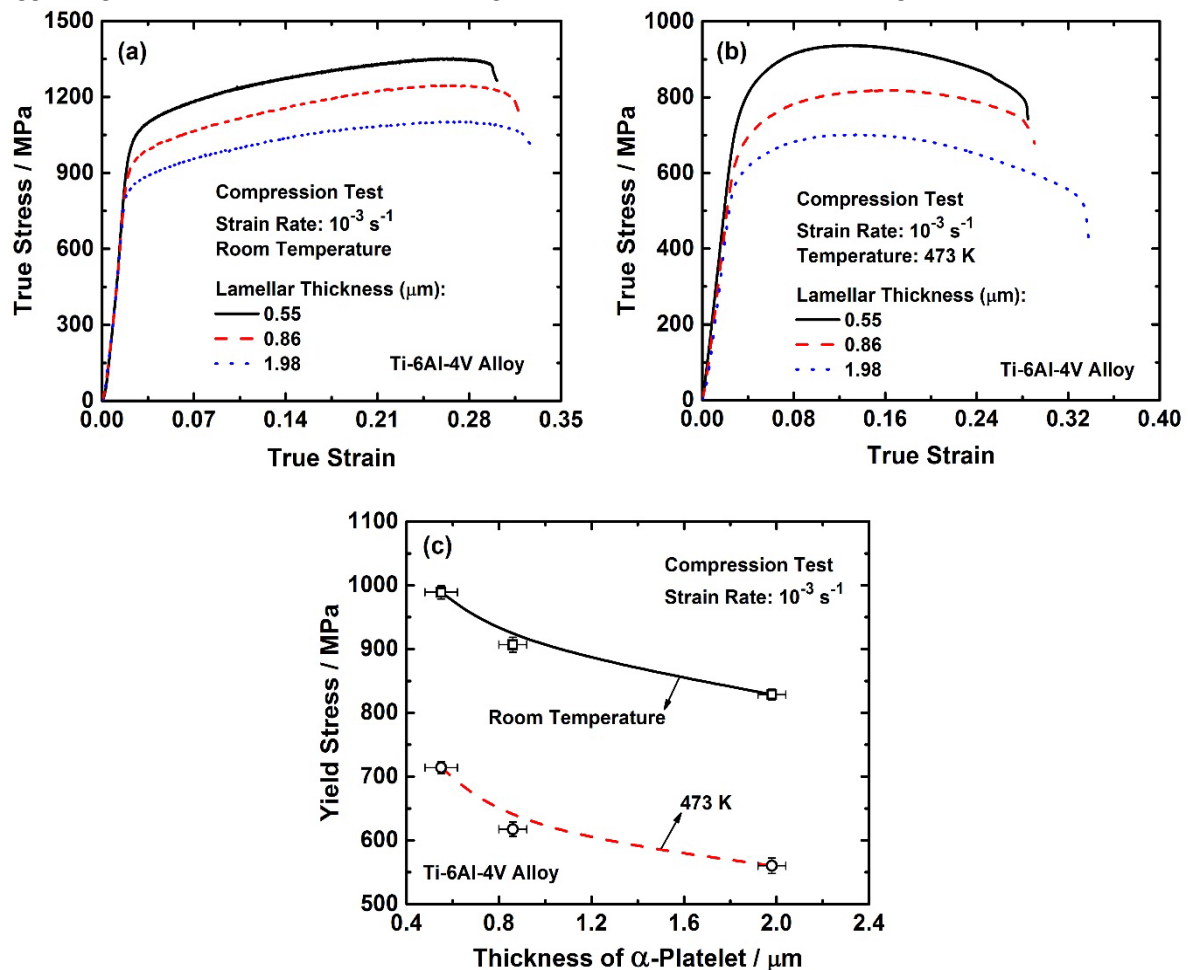 (a)
1500
1200
900
600
300
0
True Stress / MPa
Compression Test
Strain Rate: 10⁻³ s⁻¹
Room Temperature
Lamellar Thickness (μm):
0.55
0.86
1.98
Ti-6Al-4V Alloy
0.00 0.07 0.14 0.21 0.28 0.35
True Strain
(b)
1000
800
600
400
200
0
True Stress / MPa
Compression Test
Strain Rate: 10⁻³ s⁻¹
Temperature: 473 K
Lamellar Thickness (μm):
0.55
0.86
1.98
Ti-6Al-4V Alloy
0.00 0.08 0.16 0.24 0.32 0.40
True Strain
(c)
1100
1000
900
800
700
600
500
Yield Stress / MPa
Compression Test
Strain Rate: 10⁻³ s⁻¹
Room Temperature
473 K
Ti-6Al-4V Alloy
0.4 0.8 1.2 1.6 2.0 2.4
Thickness of α-Platelet / μm